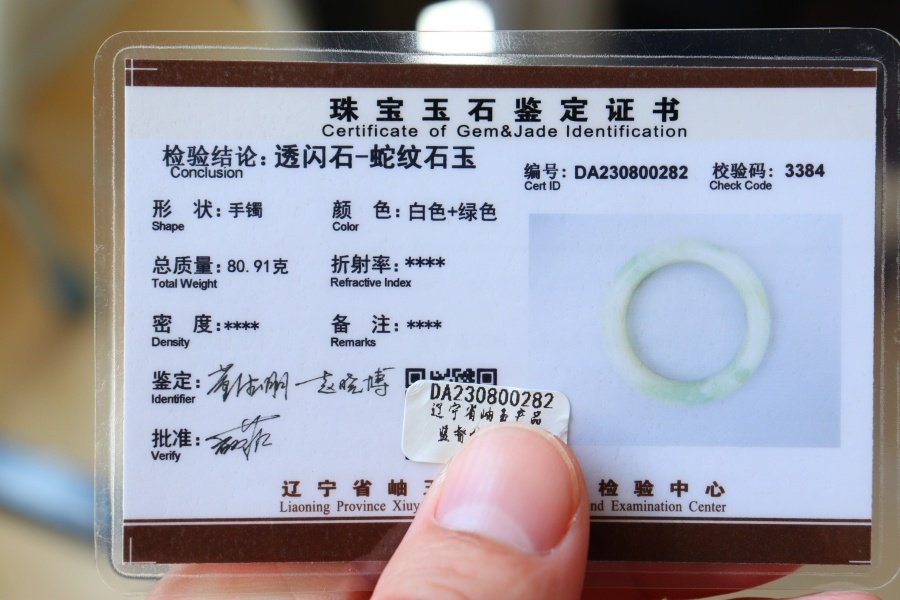 珠宝玉石鉴定证书
Certificate of Gem&Jade Identification
检验结论: 透闪石-蛇纹石玉
Conclusion
编号: DA230800282 校验码: 3384
Cert ID Check Code
形 状: 手镯 颜 色: 白色+绿色
Shape Color
总质量: 80.91克 折射率: ****
Total Weight Refractive Index
密 度: **** 备 注: ****
Density Remarks
鉴定:
Identifier
批准:
Verify
DA230800282
辽宁省岫玉产品
监督
辽宁省岫 检验中心
Liaoning Province nd Examination Center